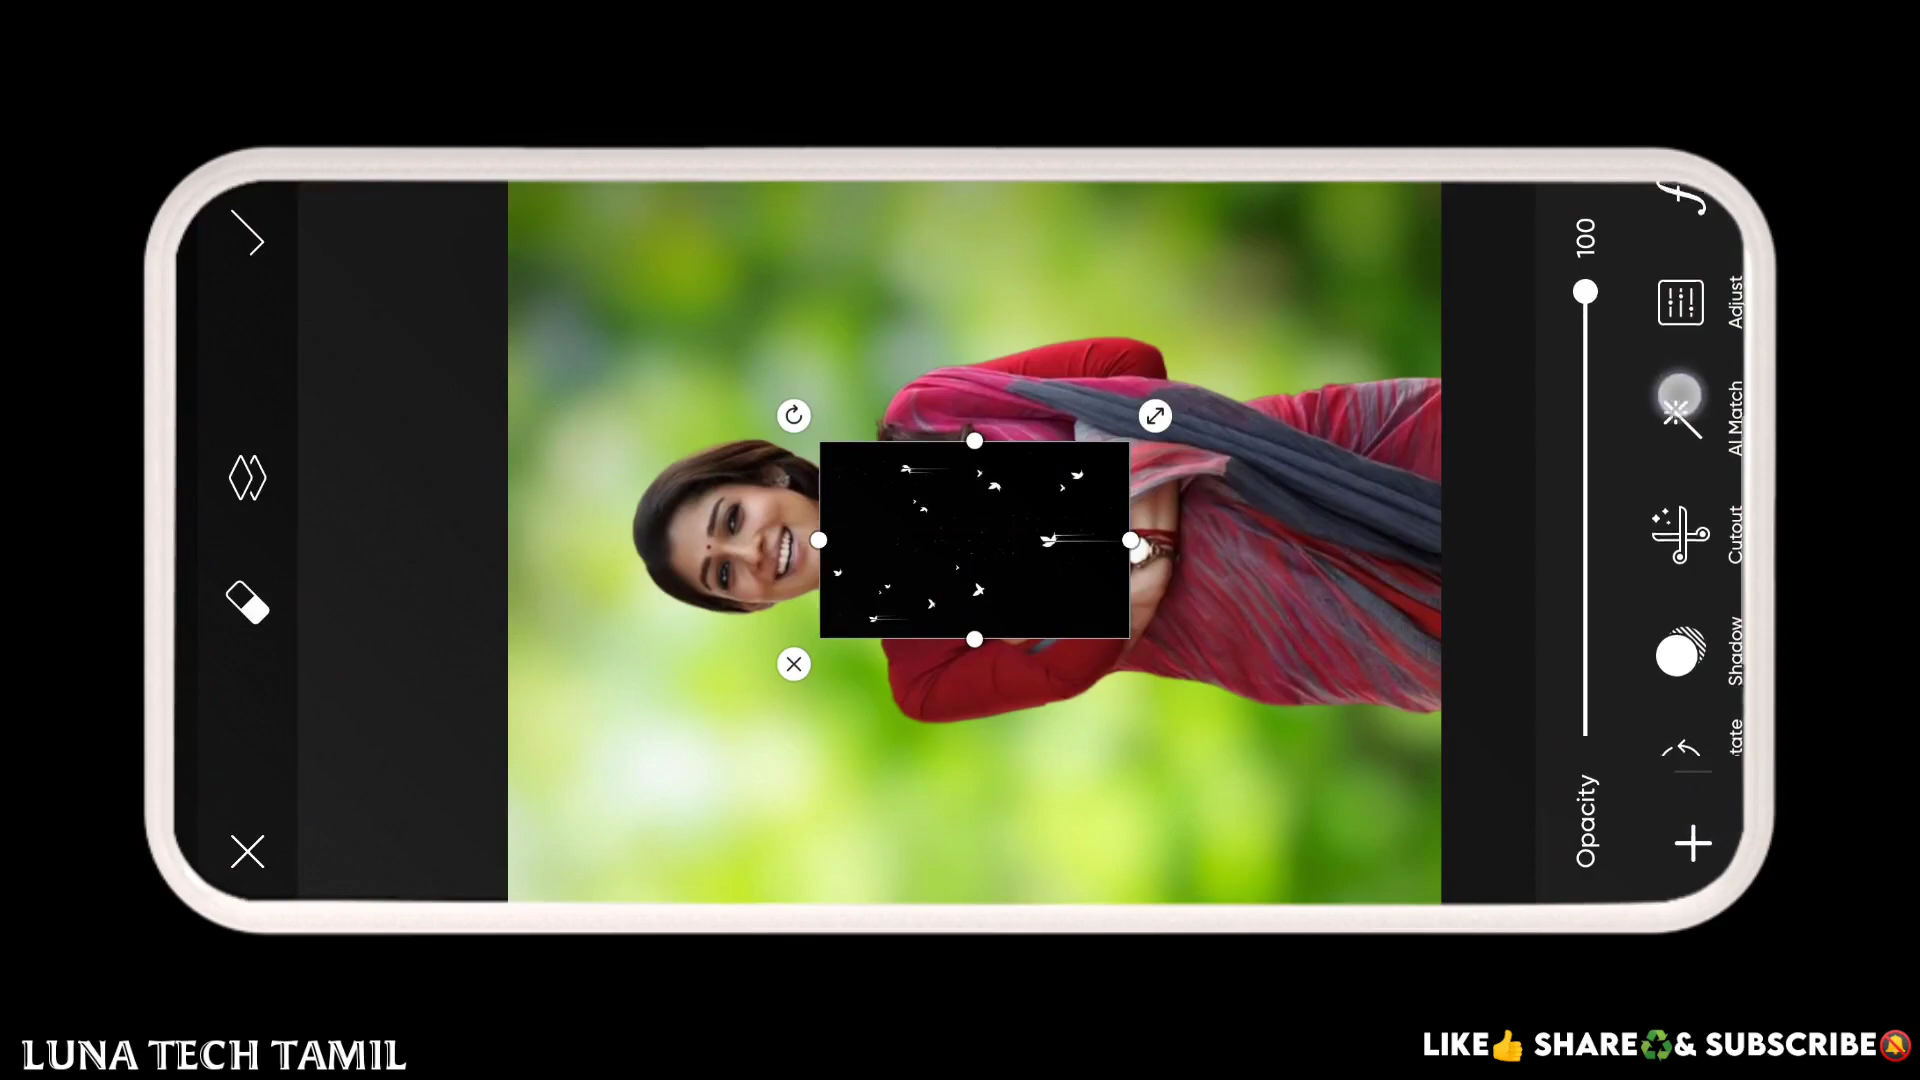 100
Opacity
Adjust
AI Match
Cutout
Shadow
tate
LUNA TECH TAMIL
LIKE👍 SHARE♻️& SUBSCRIBE🔕